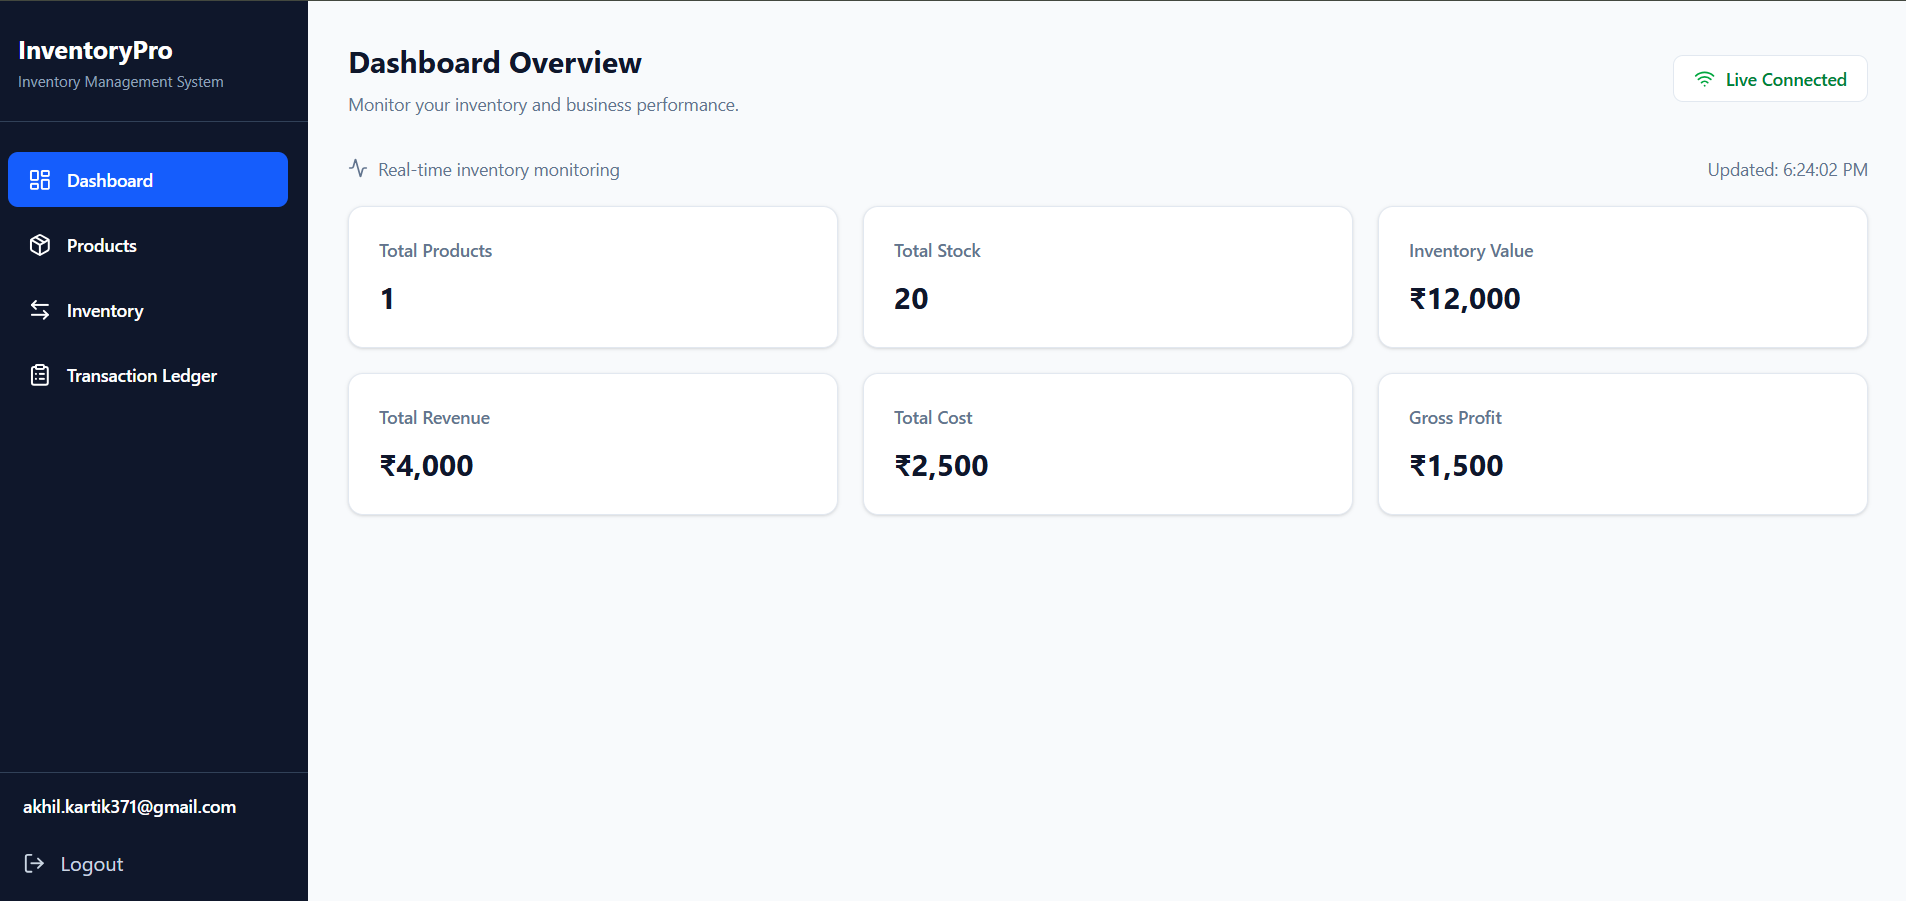 InventoryPro
Inventory Management System
Dashboard
Products
Inventory
Transaction Ledger
akhil.kartik371@gmail.com
Logout
Dashboard Overview
Monitor your inventory and business performance.
Live Connected
Real-time inventory monitoring
Updated: 6:24:02 PM
Total Products
1
Total Stock
20
Inventory Value
₹12,000
Total Revenue
₹4,000
Total Cost
₹2,500
Gross Profit
₹1,500